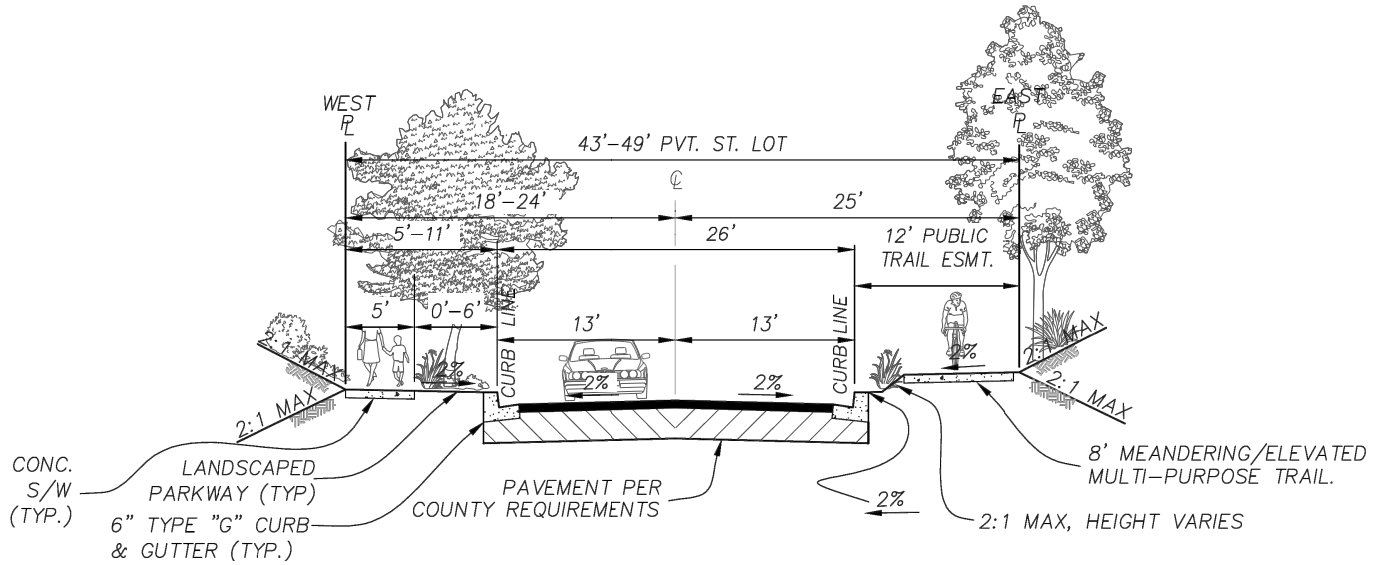 WEST
PL
EAST
PL
43'-49' PVT. ST. LOT
CL
18'-24'
25'
5'-11'
26'
12' PUBLIC
TRAIL ESMT.
5'
0'-6'
CURB LINE
13'
13'
CURB LINE
2:1 MAX
2%
2%
2%
2%
2:1 MAX
2:1 MAX
2:1 MAX
CONC.
S/W
(TYP.)
LANDSCAPED
PARKWAY (TYP)
6" TYPE "G" CURB
& GUTTER (TYP.)
PAVEMENT PER
COUNTY REQUIREMENTS
2%
8' MEANDERING/ELEVATED
MULTI-PURPOSE TRAIL.
2:1 MAX, HEIGHT VARIES